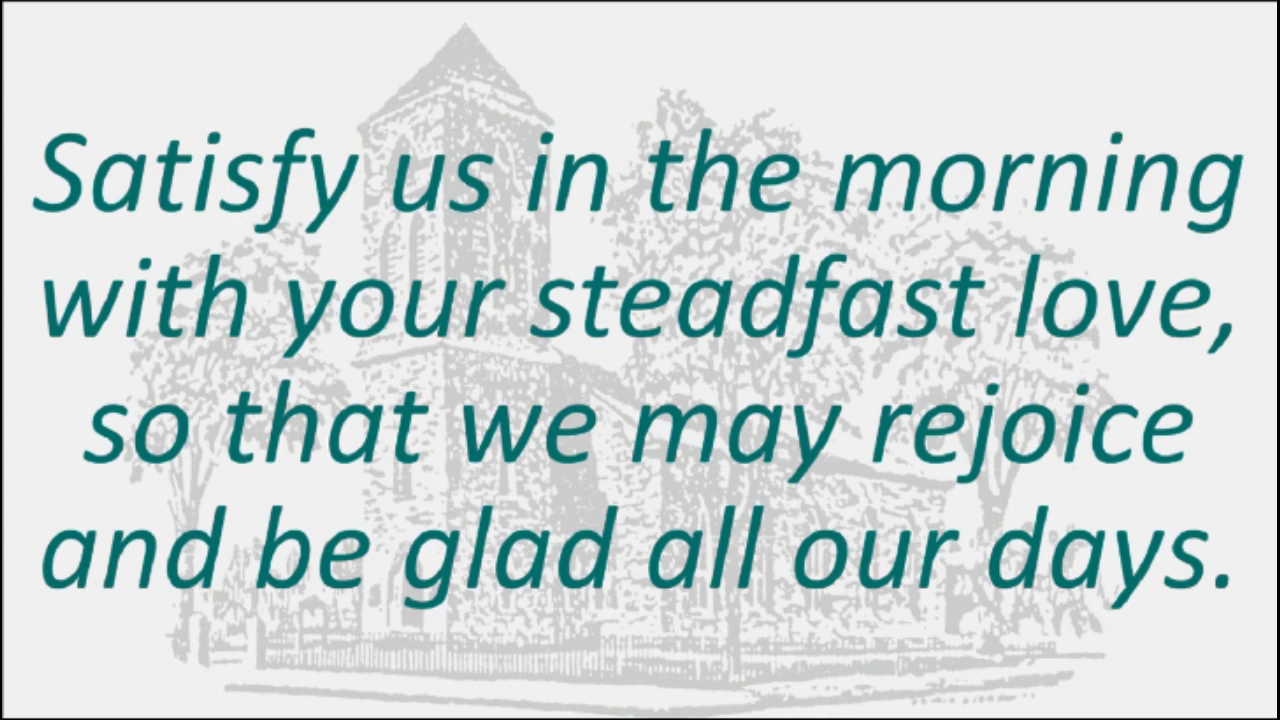 Satisfy us in the morning
with your steadfast love,
so that we may rejoice
and be glad all our days.